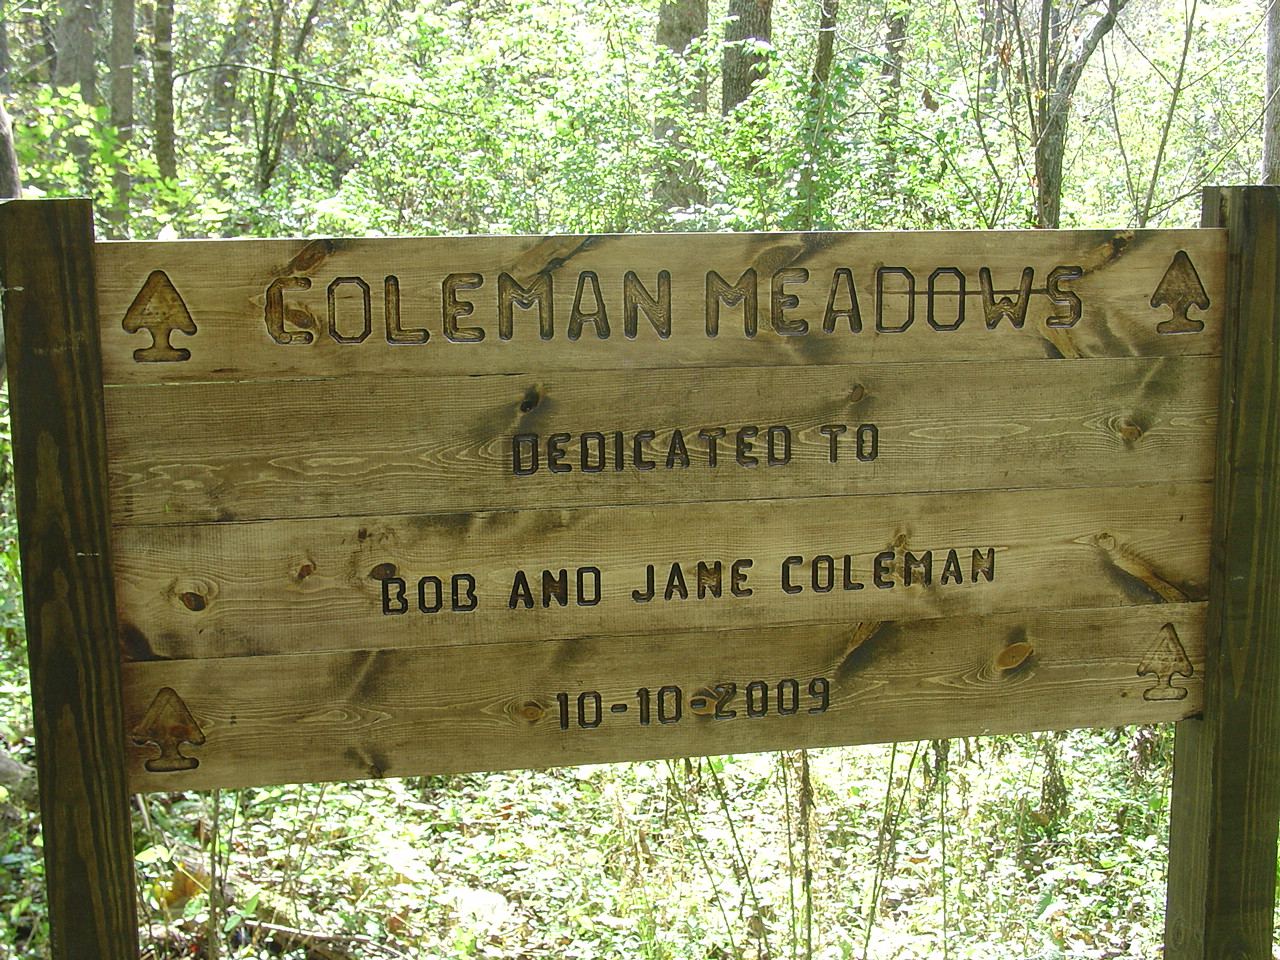 COLEMAN MEADOWS
DEDICATED TO
BOB AND JANE COLEMAN
10-10-2009